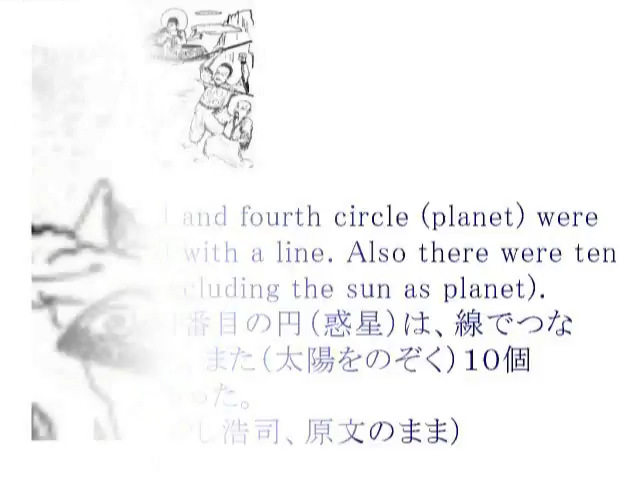 and fourth circle (planet) were
with a line. Also there were ten
cluding the sun as planet).
番目の円(惑星)は、線でつな
また(太陽をのぞく)10個
った。
し浩司、原文のまま)